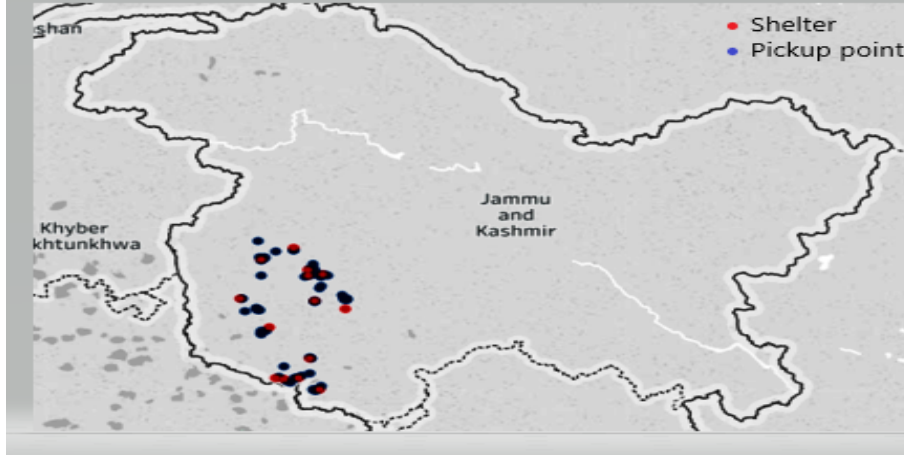 shan
Shelter
Pickup point
Jammu
and
Kashmir
Khyber
khtunkhwa